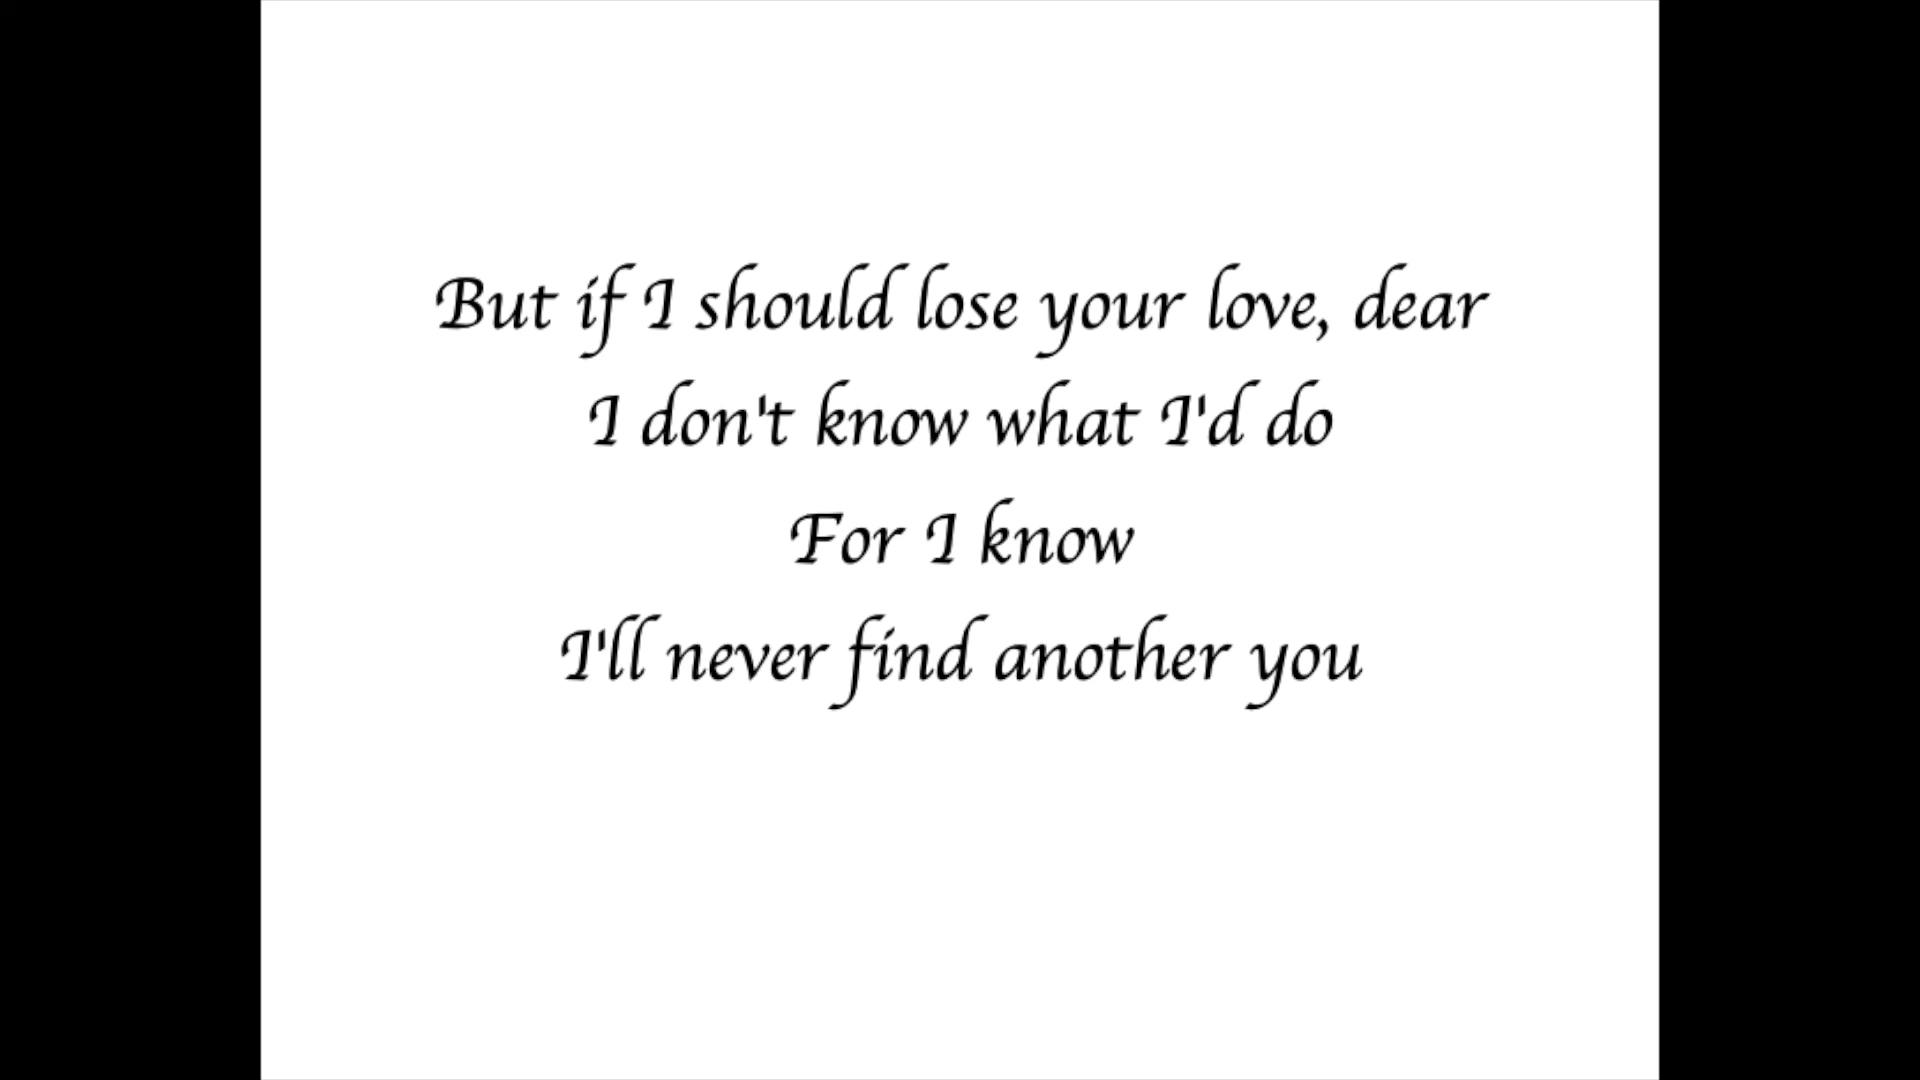 But if I should lose your love, dear
I don't know what I'd do
For I know
I'll never find another you